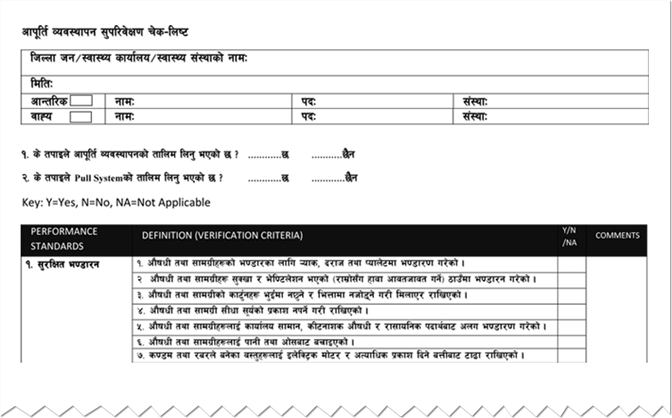 आपूर्ति व्यवस्थापन सुपरिवेक्षण चेक-लिष्ट
जिल्ला जन/स्वास्थ्य कार्यालय/स्वास्थ्य संस्थाको नामः
मितिः
आन्तरिक नामः पदः संस्थाः
वाह्य नामः पदः संस्थाः
१. के तपाइले आपूर्ति व्यवस्थापनको तालिम लिनु भएको छ ? ............छ ...........छैन
२. के तपाइले Pull Systemको तालिम लिनु भएको छ ? ............छ ...........छैन
Key: Y=Yes, N=No, NA=Not Applicable
PERFORMANCE STANDARDS DEFINITION (VERIFICATION CRITERIA) Y/N /NA COMMENTS
१. सुरक्षित भण्डारन १. औषधी तथा सामग्रीहरूको भण्डारका लागि ऱ्याक, दराज तथा प्यालेटमा भण्डारण गरेको ।
२ औषधी तथा सामग्रीहरू सुख्खा र भेण्टिलेशन भएको (राम्रोसँग हावा आवतजावत गर्ने) ठाउँमा भण्डारन गरेको ।
३. औषधी तथा सामग्रीको कार्टुनहरू भुईमा नछुने र भित्तामा नजोड्ने गरी मिलाएर राखिएको ।
४. औषधी तथा सामग्री सीधा सूर्यको प्रकाश नपर्ने गरी राखिएको ।
५. औषधी तथा सामग्रीहरूलाई कार्यालय सामान, कीटनाशक औषधी र रासायनिक पदार्थबाट अलग भण्डारण गरेको ।
६. औषधी तथा सामग्रीहरूलाई पानी तथा ओसबाट बचाइएको ।
७. कण्डम तथा रबरले बनेका वस्तुहरूलाई इलेक्ट्रिक मोटर र अत्याधिक प्रकाश दिने बत्तीबाट टाढा राखिएको ।